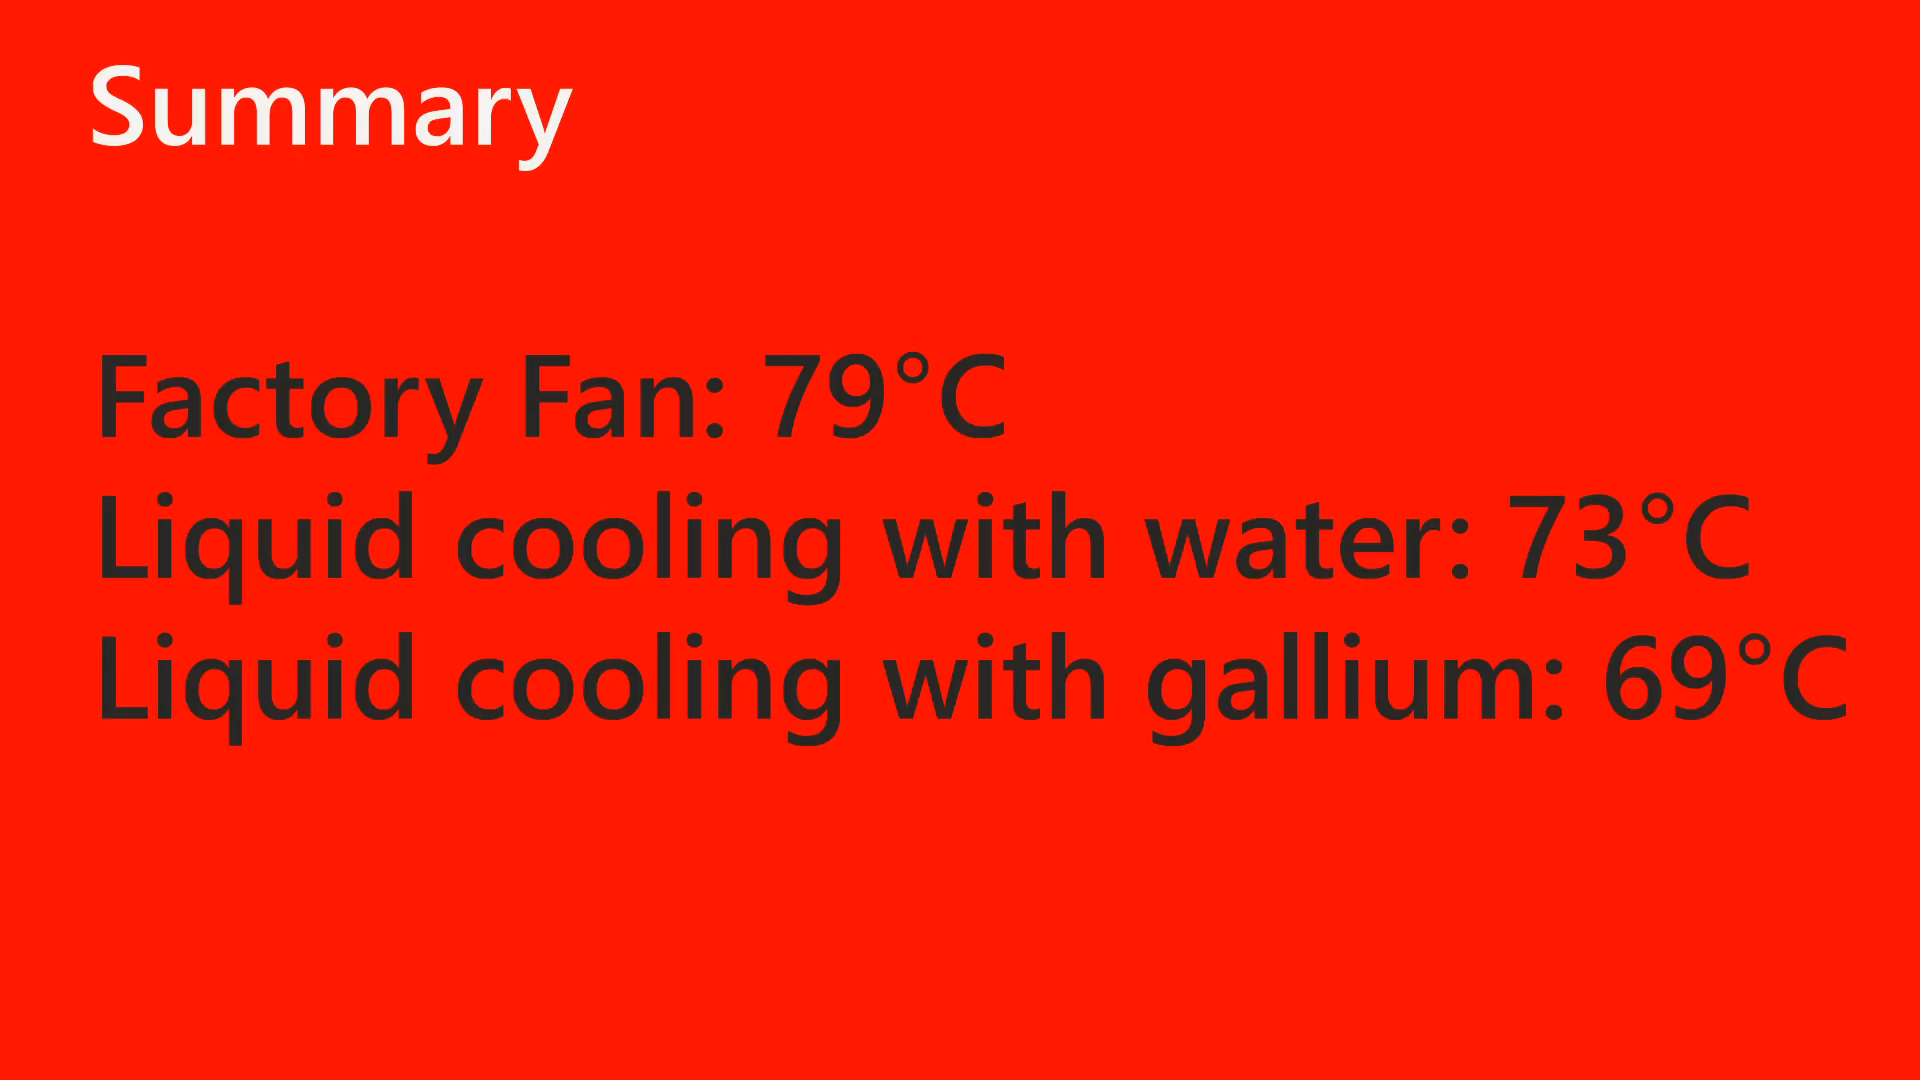 Summary
Factory Fan: 79°C
Liquid cooling with water: 73°C
Liquid cooling with gallium: 69°C